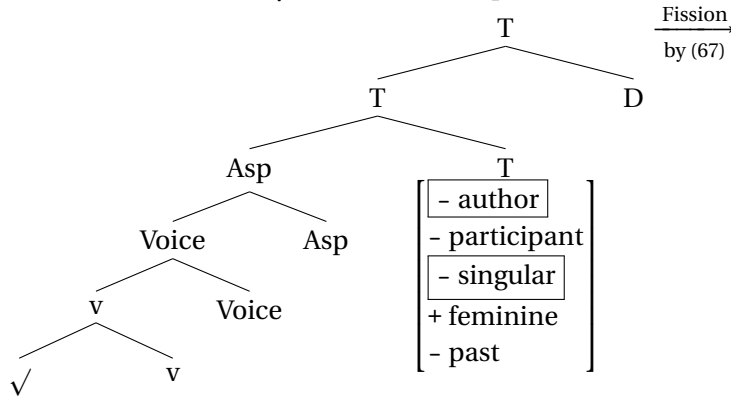 T
Fission
by (67)
T D
Asp T
– author
Voice Asp – participant
– singular
v Voice
+ feminine
– past
√ v